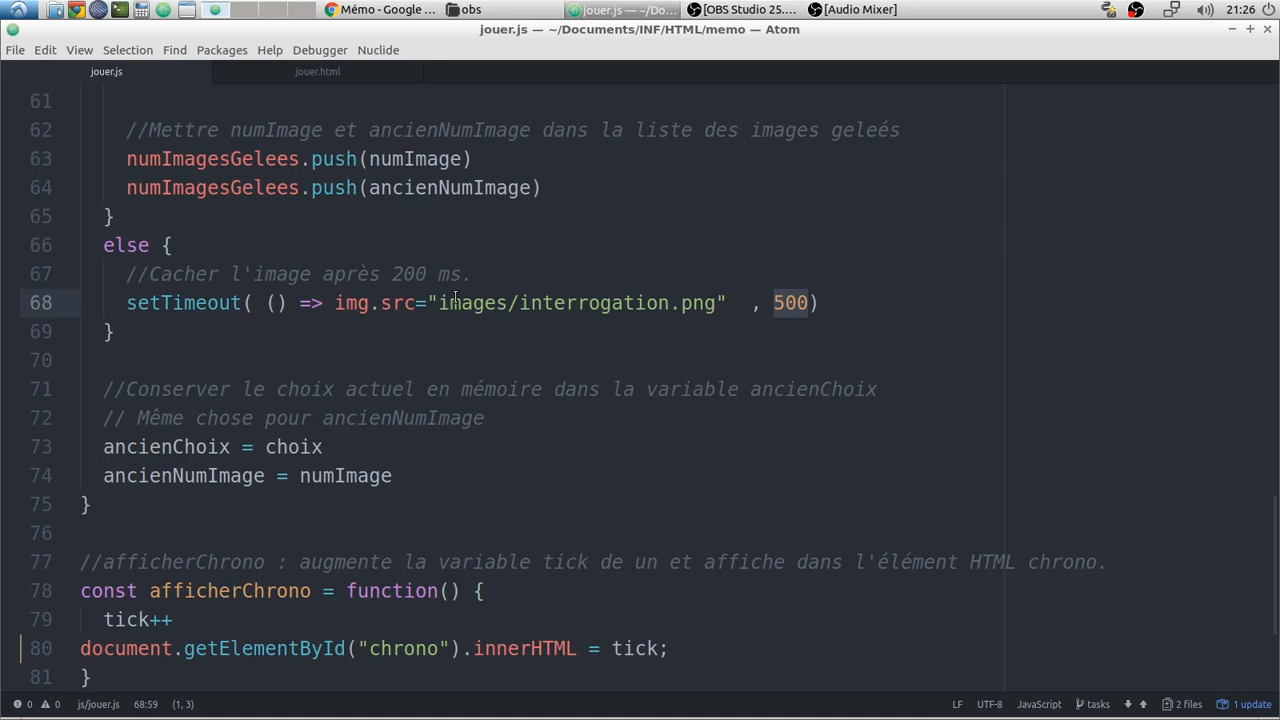 Mémo - Google ...
obs
jouer.js — ~/Do...
[OBS Studio 25....
[Audio Mixer]
21:26
jouer.js — ~/Documents/INF/HTML/memo — Atom
File Edit View Selection Find Packages Help Debugger Nuclide
jouer.js
jouer.html
61
62 //Mettre numImage et ancienNumImage dans la liste des images geleés
63 numImagesGelees.push(numImage)
64 numImagesGelees.push(ancienNumImage)
65 }
66 else {
67 //Cacher l'image après 200 ms.
68 setTimeout( () => img.src="images/interrogation.png" , 500)
69 }
70
71 //Conserver le choix actuel en mémoire dans la variable ancienChoix
72 // Même chose pour ancienNumImage
73 ancienChoix = choix
74 ancienNumImage = numImage
75 }
76
77 //afficherChrono : augmente la variable tick de un et affiche dans l'élément HTML chrono.
78 const afficherChrono = function() {
79 tick++
80 document.getElementById("chrono").innerHTML = tick;
81 }
0 0 js/jouer.js 68:59 (1, 3) LF UTF-8 JavaScript tasks 2 files 1 update